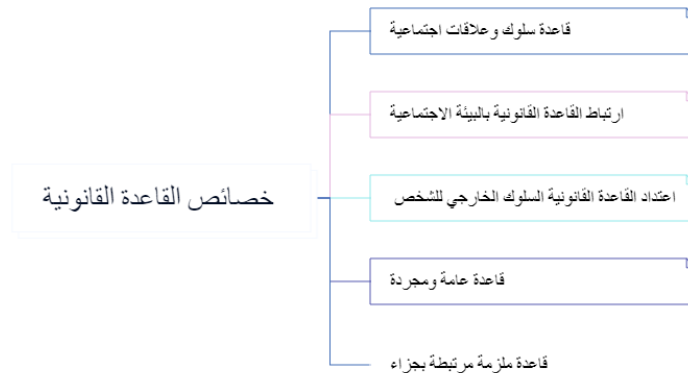 خصائص القاعدة القانونية
قاعدة سلوك وعلاقات اجتماعية
ارتباط القاعدة القانونية بالبيئة الاجتماعية
اعتداد القاعدة القانونية السلوك الخارجي للشخص
قاعدة عامة ومجردة
قاعدة ملزمة مرتبطة بجزاء